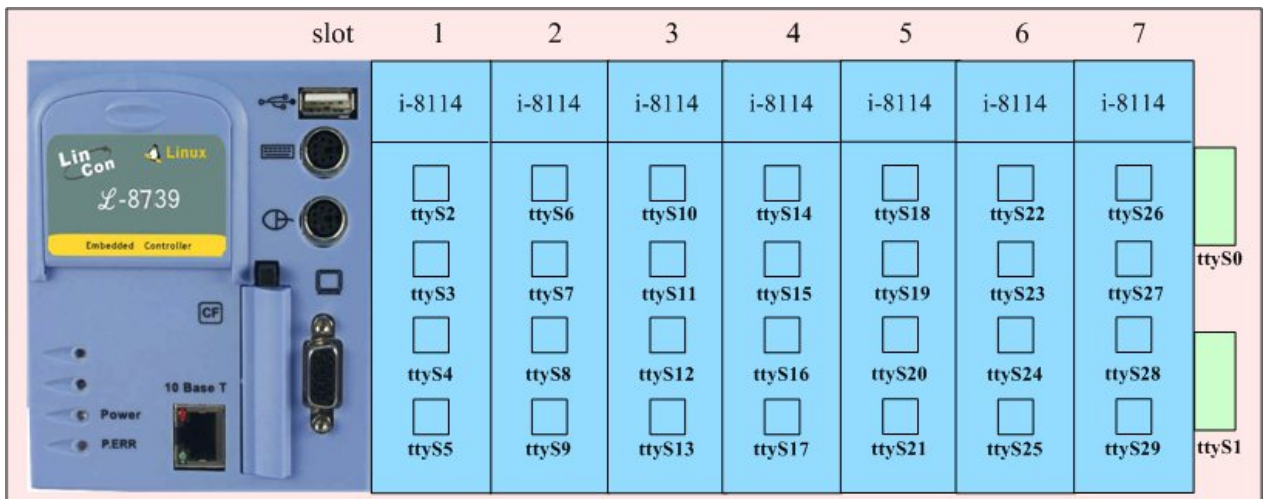 slot 1 2 3 4 5 6 7
i-8114 i-8114 i-8114 i-8114 i-8114 i-8114 i-8114
LinCon Linux
L-8739
Embedded Controller
CF
10 Base T
Power
P.ERR
ttyS2 ttyS6 ttyS10 ttyS14 ttyS18 ttyS22 ttyS26
ttyS3 ttyS7 ttyS11 ttyS15 ttyS19 ttyS23 ttyS27
ttyS4 ttyS8 ttyS12 ttyS16 ttyS20 ttyS24 ttyS28
ttyS5 ttyS9 ttyS13 ttyS17 ttyS21 ttyS25 ttyS29
ttyS0
ttyS1